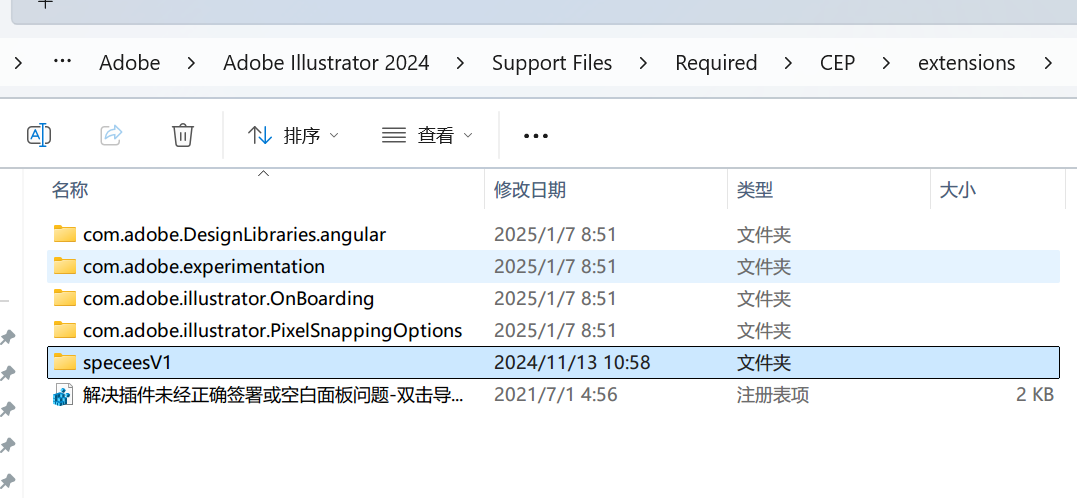 +
> ··· Adobe > Adobe Illustrator 2024 > Support Files > Required > CEP > extensions >
排序 查看 ···
名称 修改日期 类型 大小
com.adobe.DesignLibraries.angular 2025/1/7 8:51 文件夹
com.adobe.experimentation 2025/1/7 8:51 文件夹
com.adobe.illustrator.OnBoarding 2025/1/7 8:51 文件夹
com.adobe.illustrator.PixelSnappingOptions 2025/1/7 8:51 文件夹
speceesV1 2024/11/13 10:58 文件夹
解决插件未经正确签署或空白面板问题-双击导... 2021/7/1 4:56 注册表项 2 KB